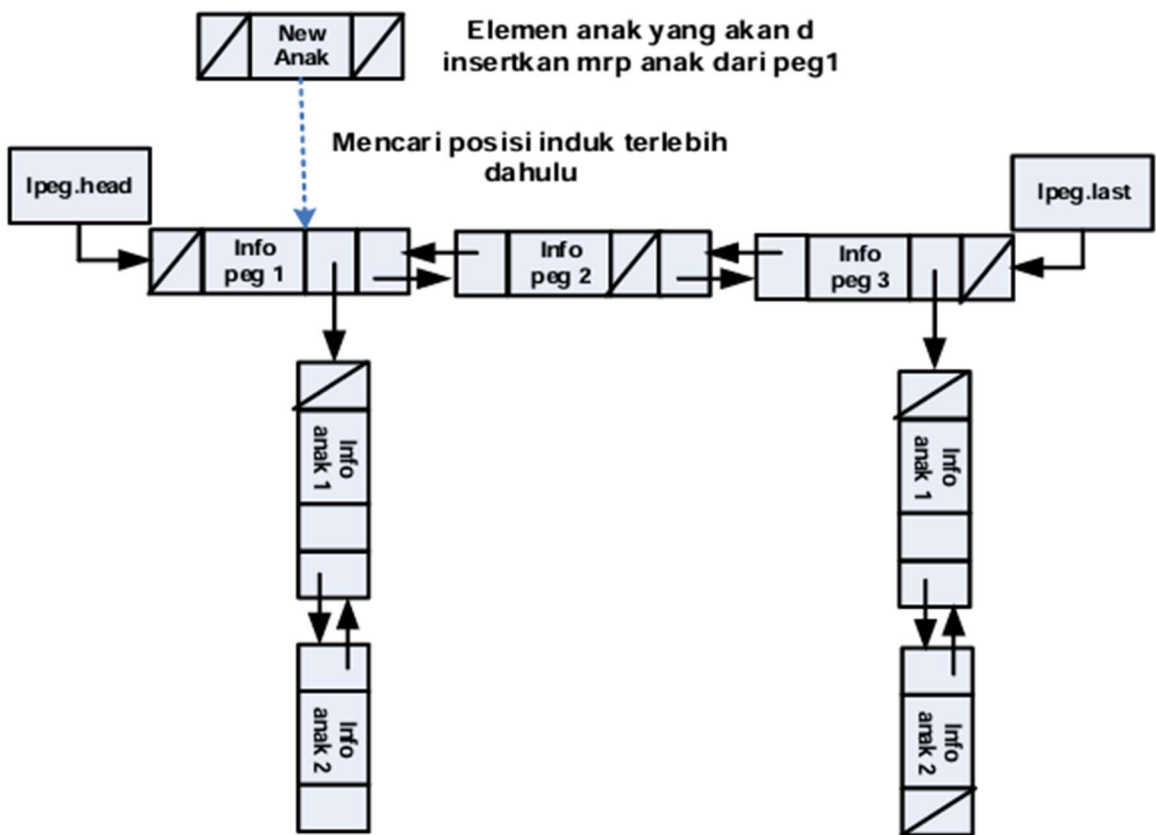 New
Anak
Elemen anak yang akan d
insertkan mrp anak dari peg1
Mencari posisi induk terlebih
dahulu
lpeg.head
lpeg.last
Info
peg 1
Info
peg 2
Info
peg 3
Info
anak 1
Info
anak 1
Info
anak 2
Info
anak 2